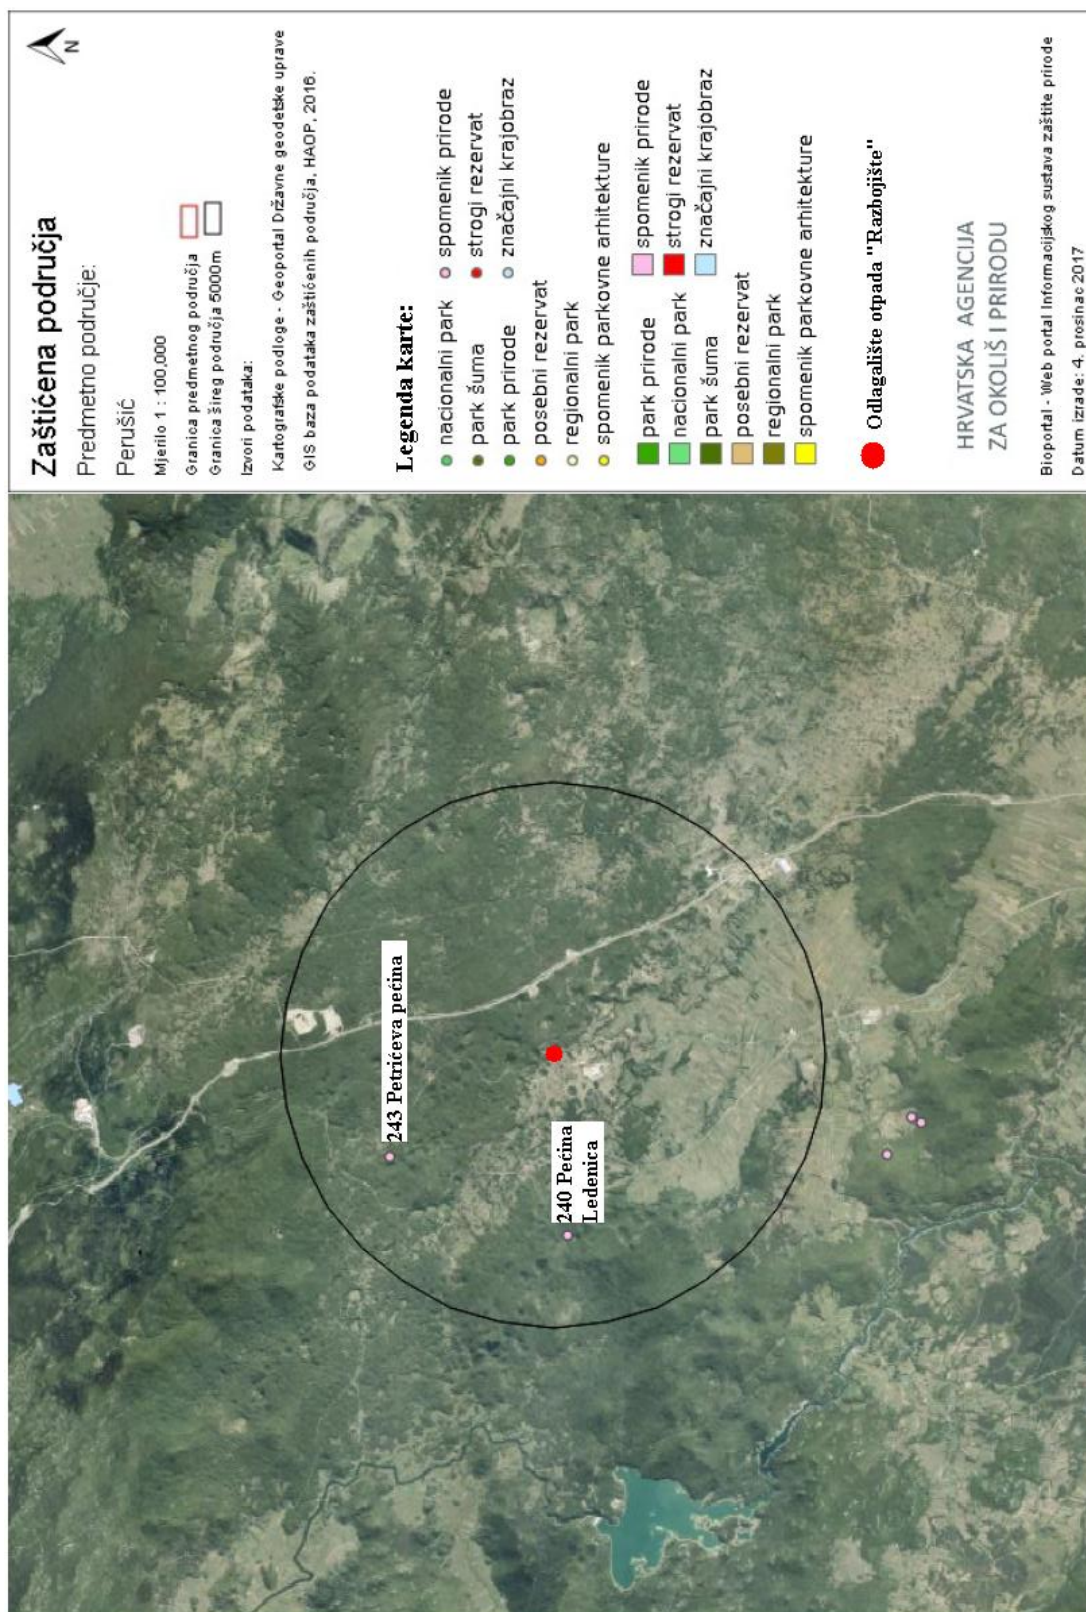 Zaštićena područja
Predmetno područje:
Perušić
Mjerilo 1 : 100,000
Granica predmetnog područja
Granica šireg područja 5000m
Izvori podataka:
Kartografske podloge - Geoportal Državne geodetske uprave
GIS baza podataka zaštićenih područja, HAOP, 2016.
N
Legenda karte:
nacionalni park
spomenik prirode
park šuma
strogi rezervat
park prirode
značajni krajobraz
posebni rezervat
regionalni park
spomenik parkovne arhitekture
park prirode
spomenik prirode
nacionalni park
strogi rezervat
park šuma
značajni krajobraz
posebni rezervat
regionalni park
spomenik parkovne arhitekture
Odlagalište otpada "Razbojište"
HRVATSKA AGENCIJA
ZA OKOLIŠ I PRIRODU
Bioportal - Web portal Informacijskog sustava zaštite prirode
Datum izrade: 4. prosinac 2017
243 Petrićeva pećina
240 Pećina
Ledenica